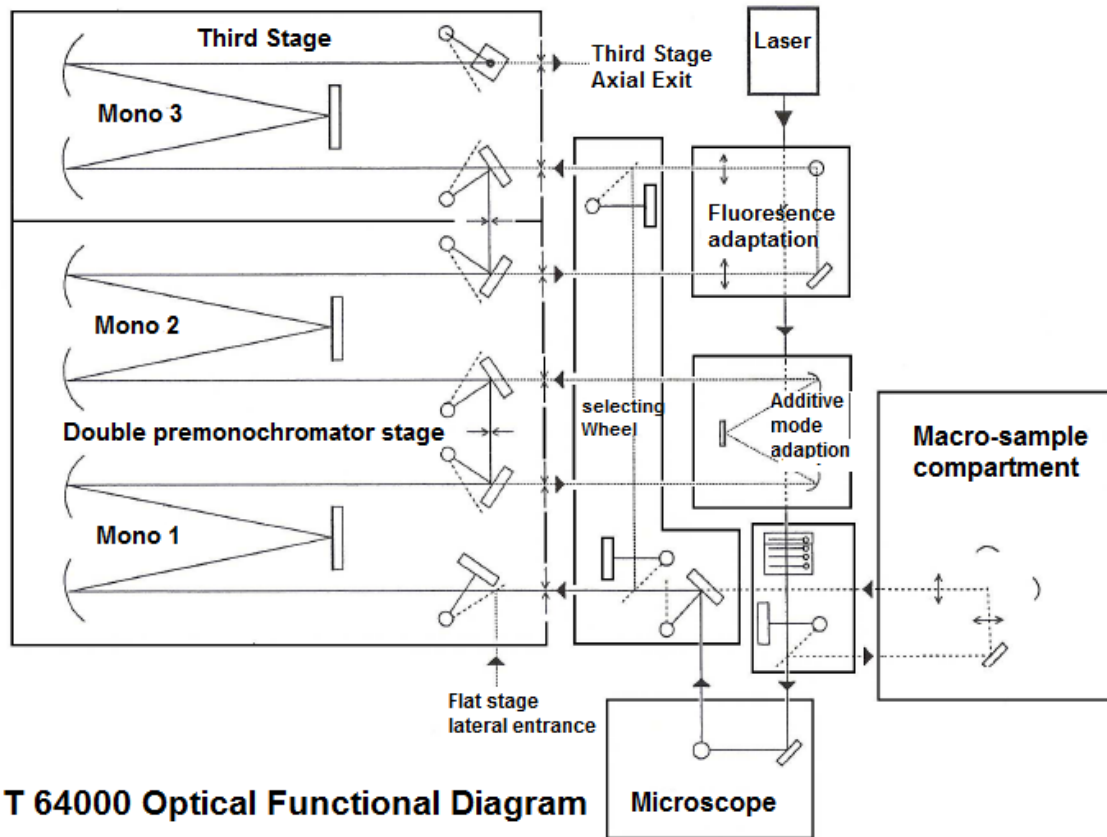 Third Stage
Laser
Third Stage
Axial Exit
Mono 3
Fluoresence
adaptation
Mono 2
selecting
Wheel
Additive
mode
adaption
Macro-sample
compartment
Double premonochromator stage
Mono 1
Flat stage
lateral entrance
T 64000 Optical Functional Diagram
Microscope